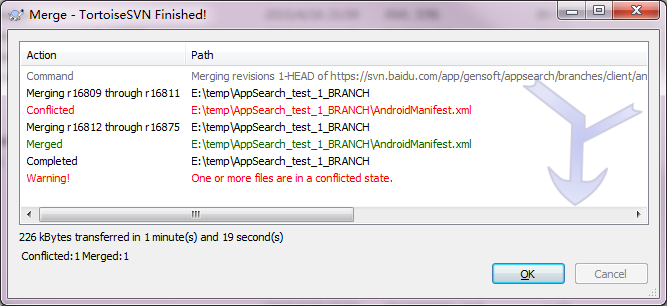 Merge - TortoiseSVN Finished!
Action Path
Command Merging revisions 1-HEAD of https://svn.baidu.com/app/gensoft/appsearch/branches/client/an
Merging r16809 through r16811 E:\temp\AppSearch_test_1_BRANCH
Conflicted E:\temp\AppSearch_test_1_BRANCH\AndroidManifest.xml
Merging r16812 through r16875 E:\temp\AppSearch_test_1_BRANCH
Merged E:\temp\AppSearch_test_1_BRANCH\AndroidManifest.xml
Completed E:\temp\AppSearch_test_1_BRANCH
Warning! One or more files are in a conflicted state.
226 kBytes transferred in 1 minute(s) and 19 second(s)
Conflicted:1 Merged:1
OK Cancel